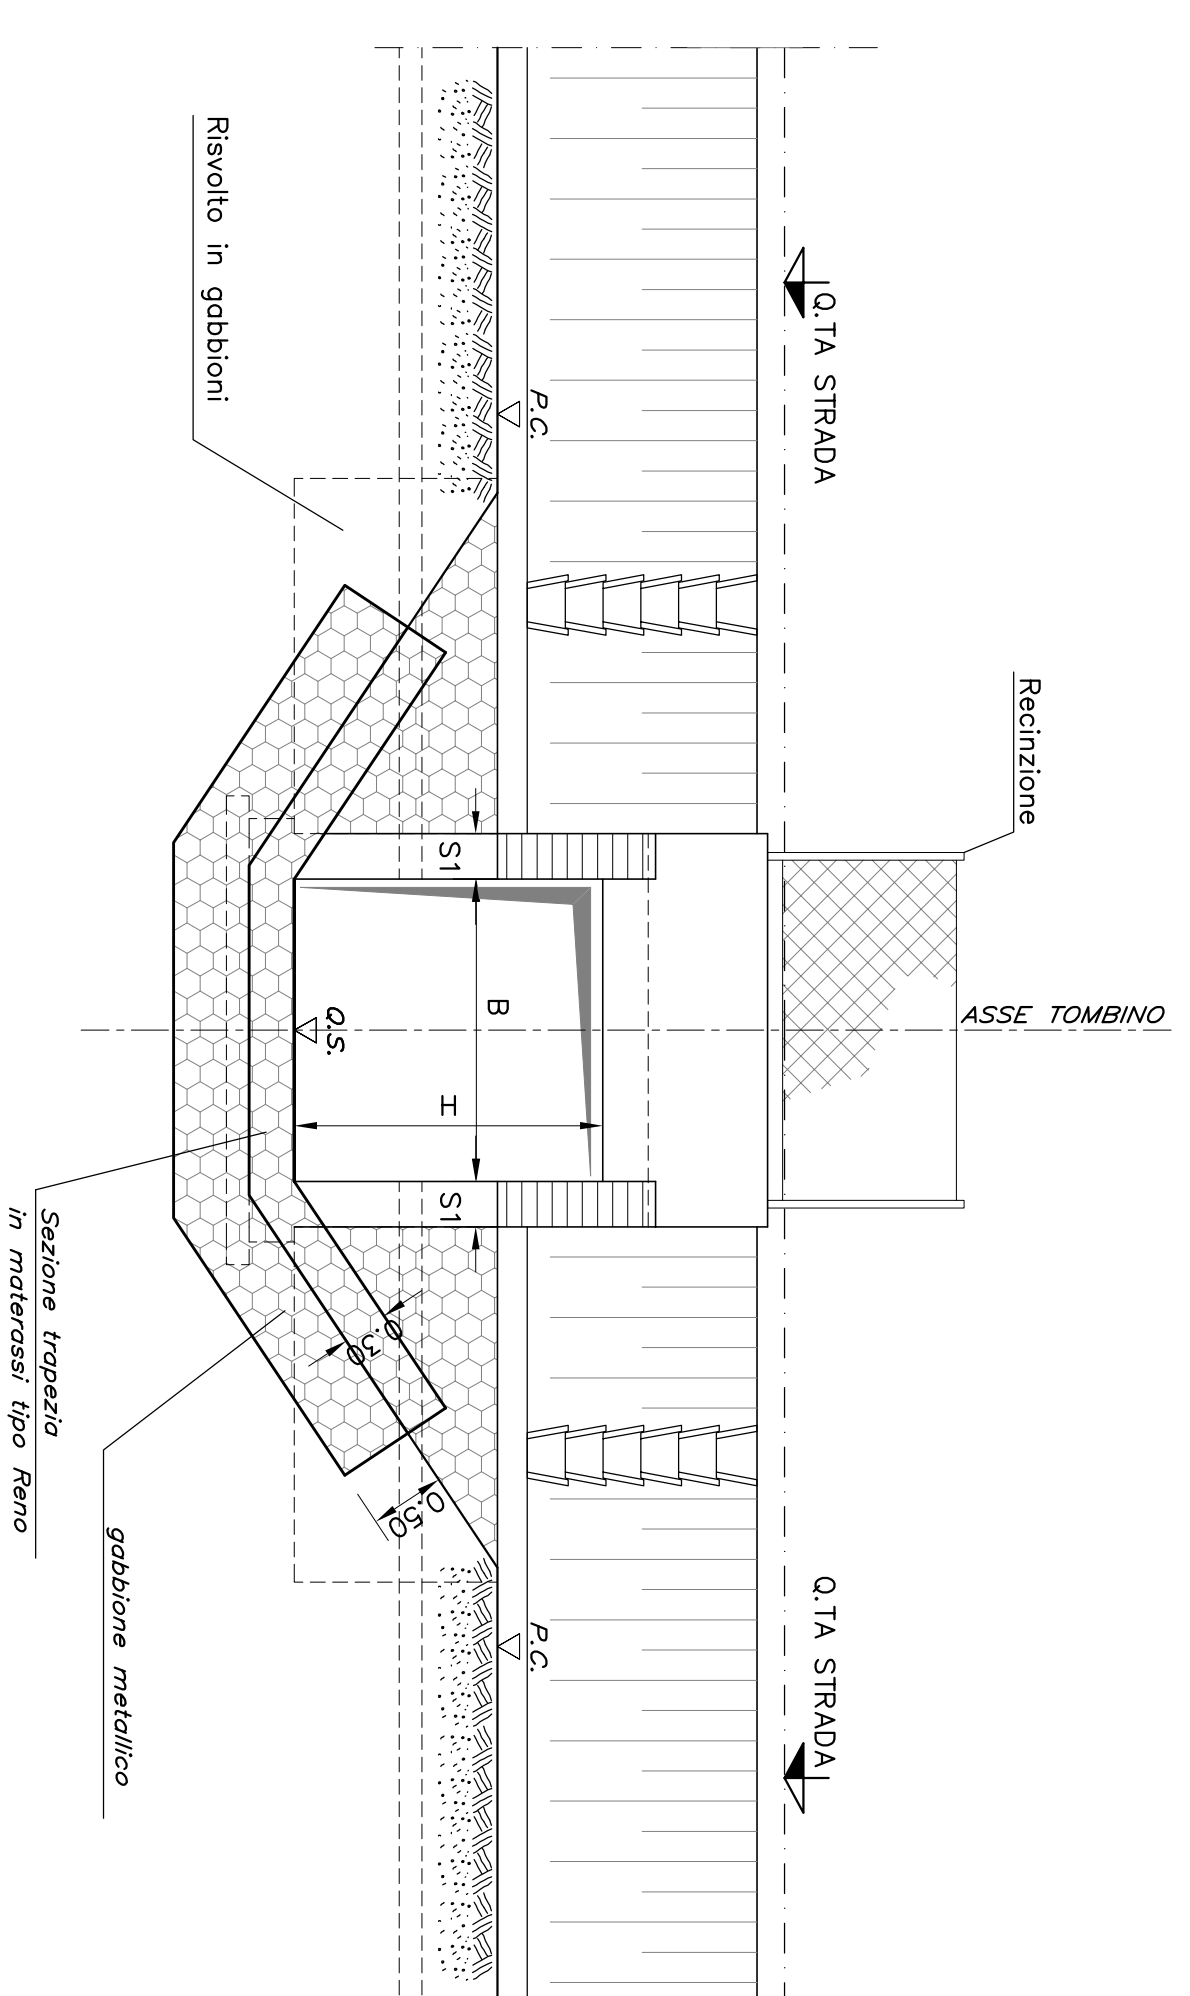 ASSE TOMBINO
Recinzione
Q.TA STRADA
Q.TA STRADA
P.C.
P.C.
B
S1
S1
H
Q.S.
0.30
0.50
Risvolto in gabbioni
gabbione metallico
Sezione trapezia
in materassi tipo Reno